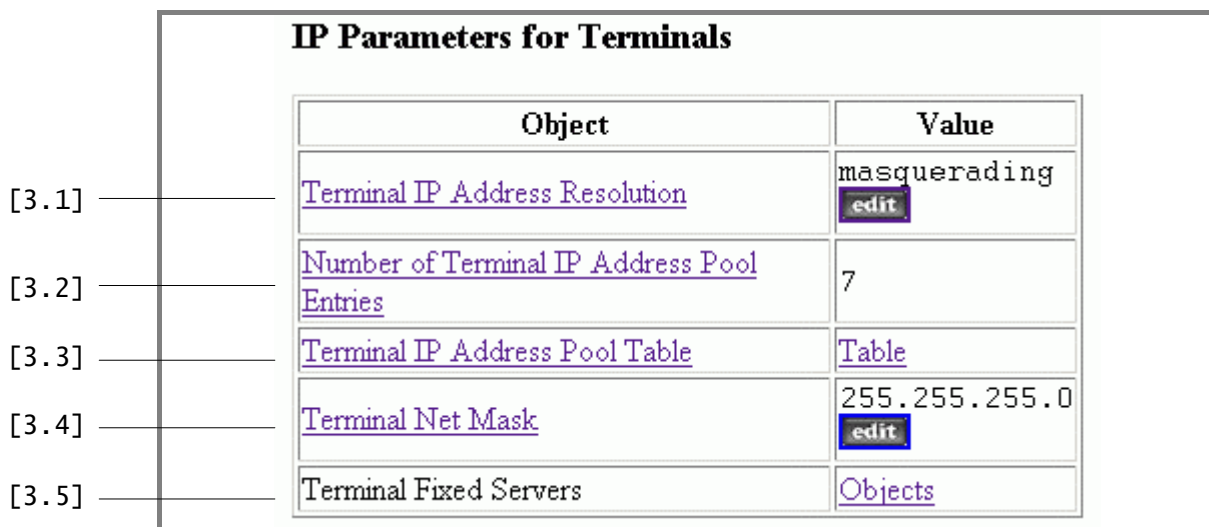 IP Parameters for Terminals
Object Value
[3.1] Terminal IP Address Resolution masquerading
edit
[3.2] Number of Terminal IP Address Pool
Entries 7
[3.3] Terminal IP Address Pool Table Table
[3.4] Terminal Net Mask 255.255.255.0
edit
[3.5] Terminal Fixed Servers Objects